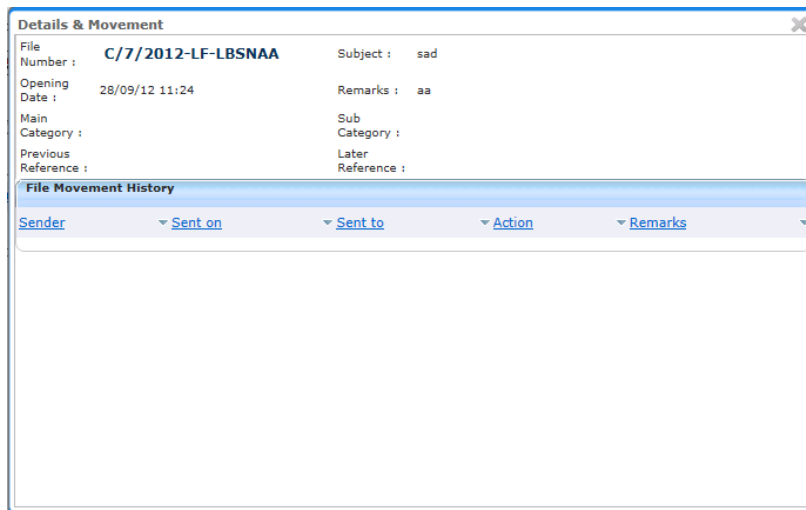 Details & Movement
File
Number :
C/7/2012-LF-LBSNAA
Subject :
sad
Opening
Date :
28/09/12 11:24
Remarks :
aa
Main
Category :
Sub
Category :
Previous
Reference :
Later
Reference :
File Movement History
Sender Sent on Sent to Action Remarks